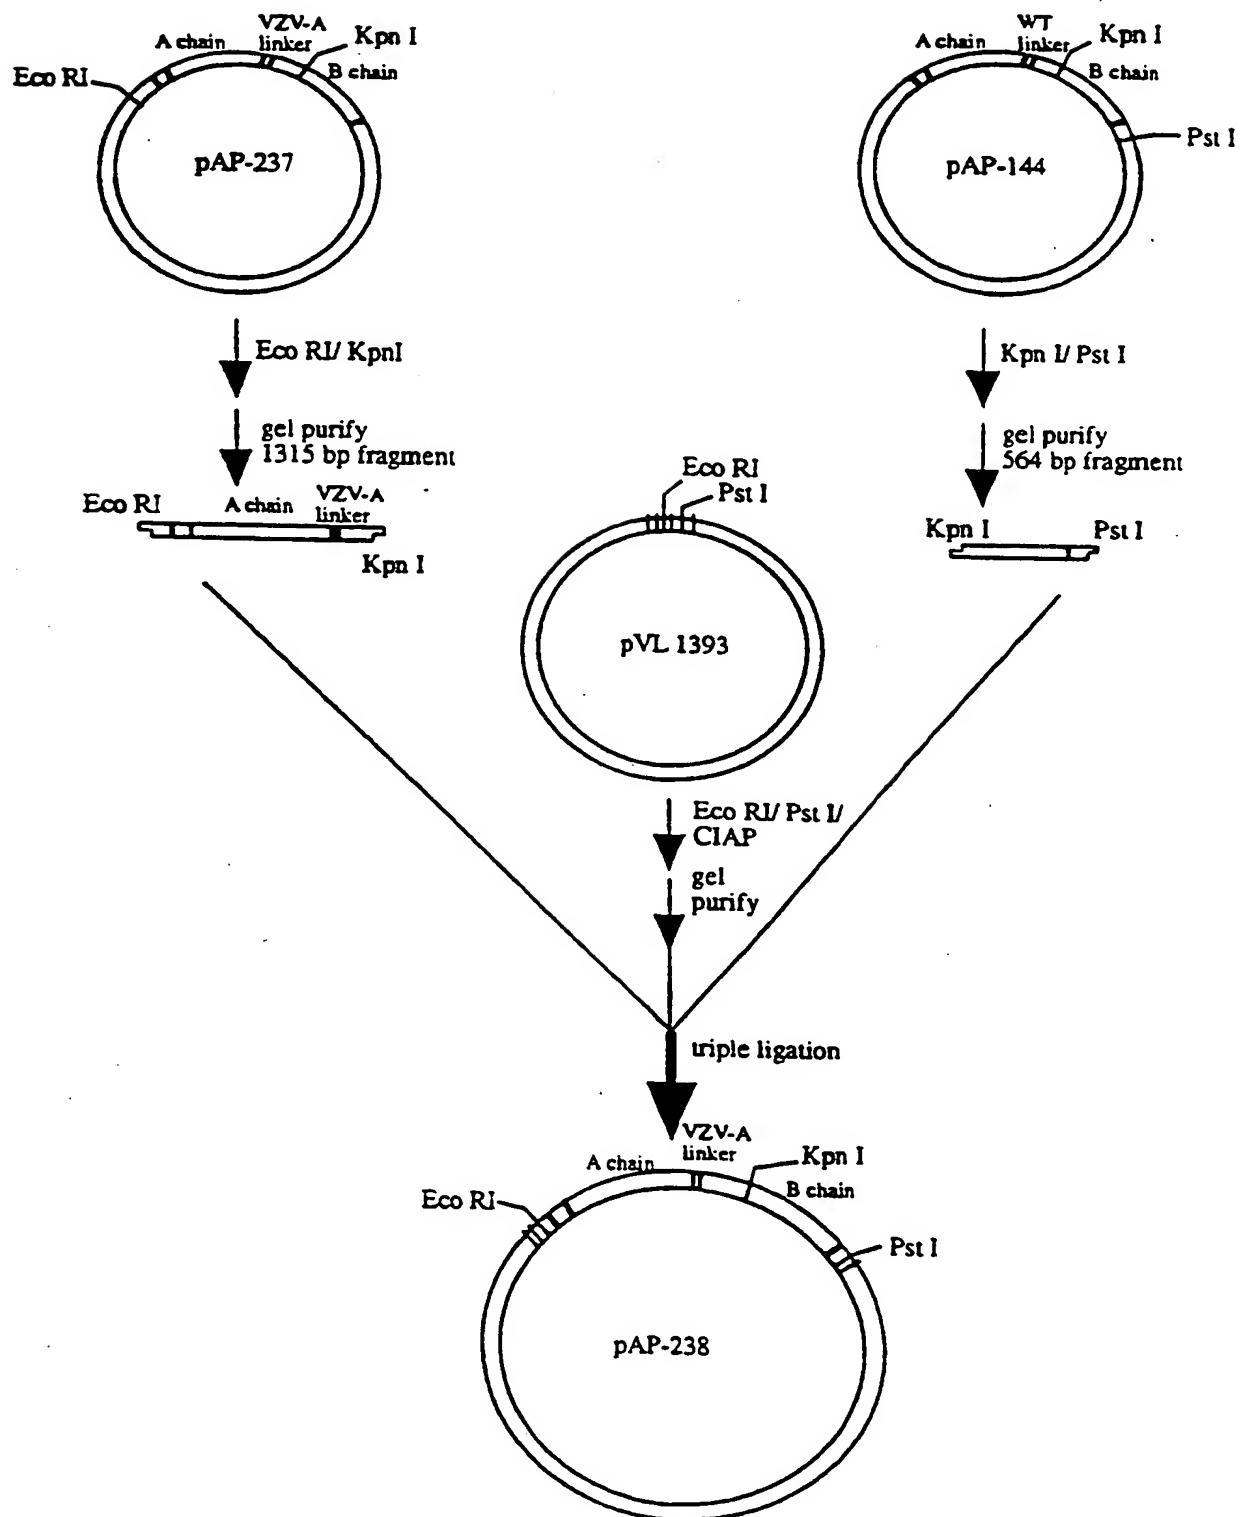 A chain
VZV-A
linker
Kpn I
B chain
Eco RI
pAP-237
A chain
WT
linker
Kpn I
B chain
Pst I
pAP-144
Eco RI/ KpnI
gel purify
1315 bp fragment
Kpn I/ Pst I
gel purify
564 bp fragment
Eco RI
A chain
VZV-A
linker
Kpn I
Eco RI
Pst I
Kpn I
Pst I
pVL 1393
Eco RI/ Pst I/
CIAP
gel
purify
triple ligation
A chain
VZV-A
linker
Kpn I
B chain
Eco RI
Pst I
pAP-238